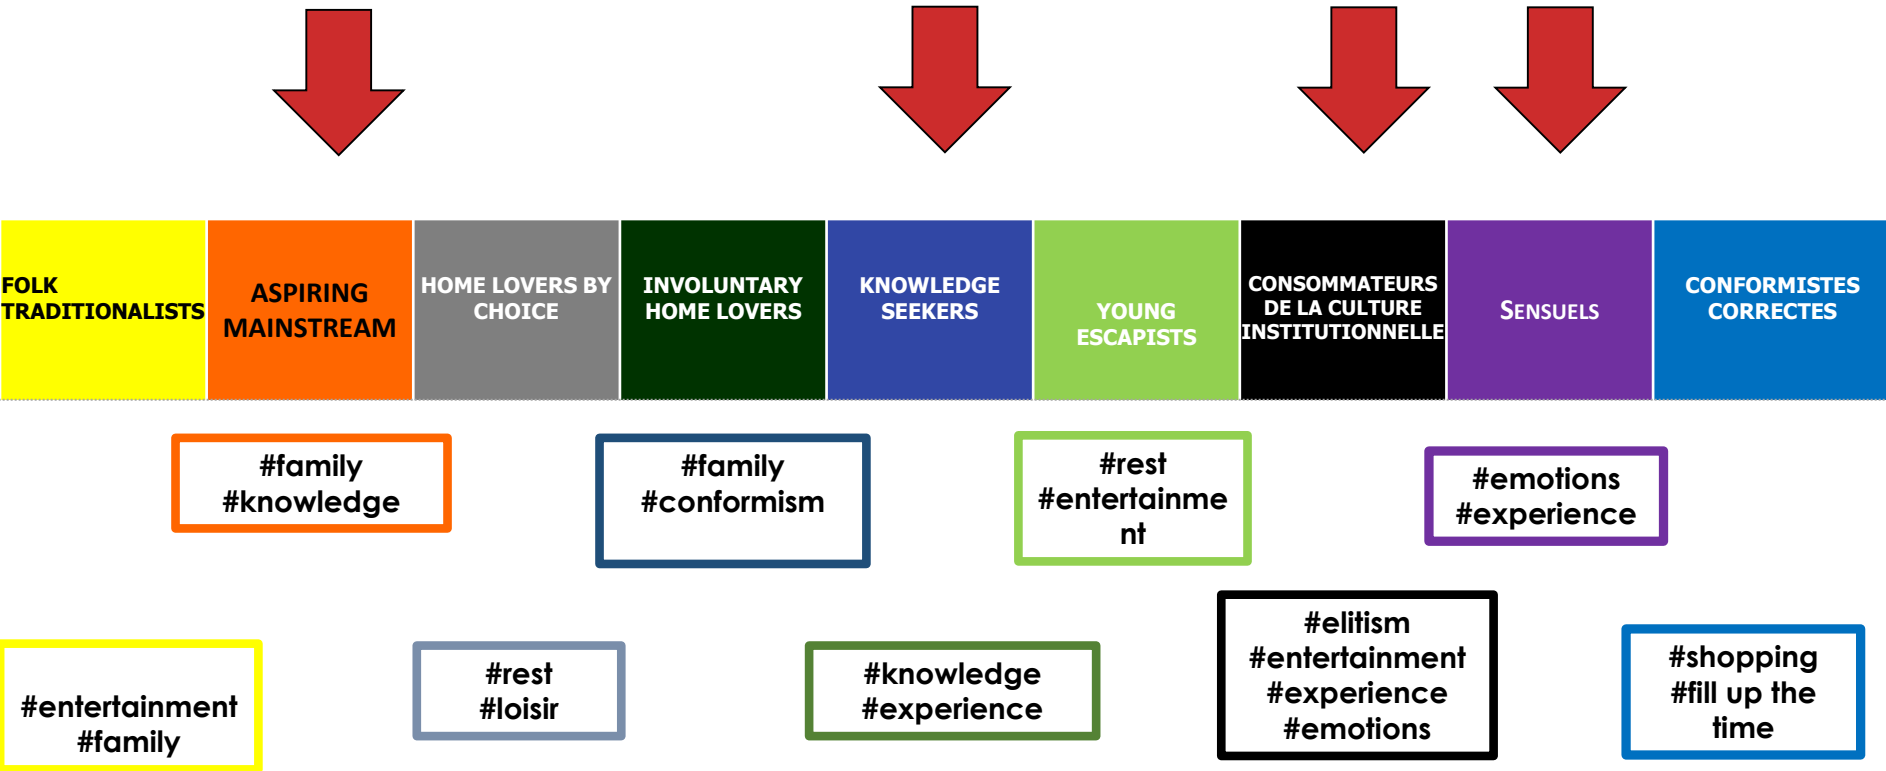 FOLK
TRADITIONALISTS
ASPIRING
MAINSTREAM
HOME LOVERS BY
CHOICE
INVOLUNTARY
HOME LOVERS
KNOWLEDGE
SEEKERS
YOUNG
ESCAPISTS
CONSOMMATEURS
DE LA CULTURE
INSTITUTIONNELLE
SENSUELS
CONFORMISTES
CORRECTES
#family
#knowledge
#family
#conformism
#rest
#entertainme
nt
#emotions
#experience
#entertainment
#family
#rest
#loisir
#knowledge
#experience
#elitism
#entertainment
#experience
#emotions
#shopping
#fill up the
time